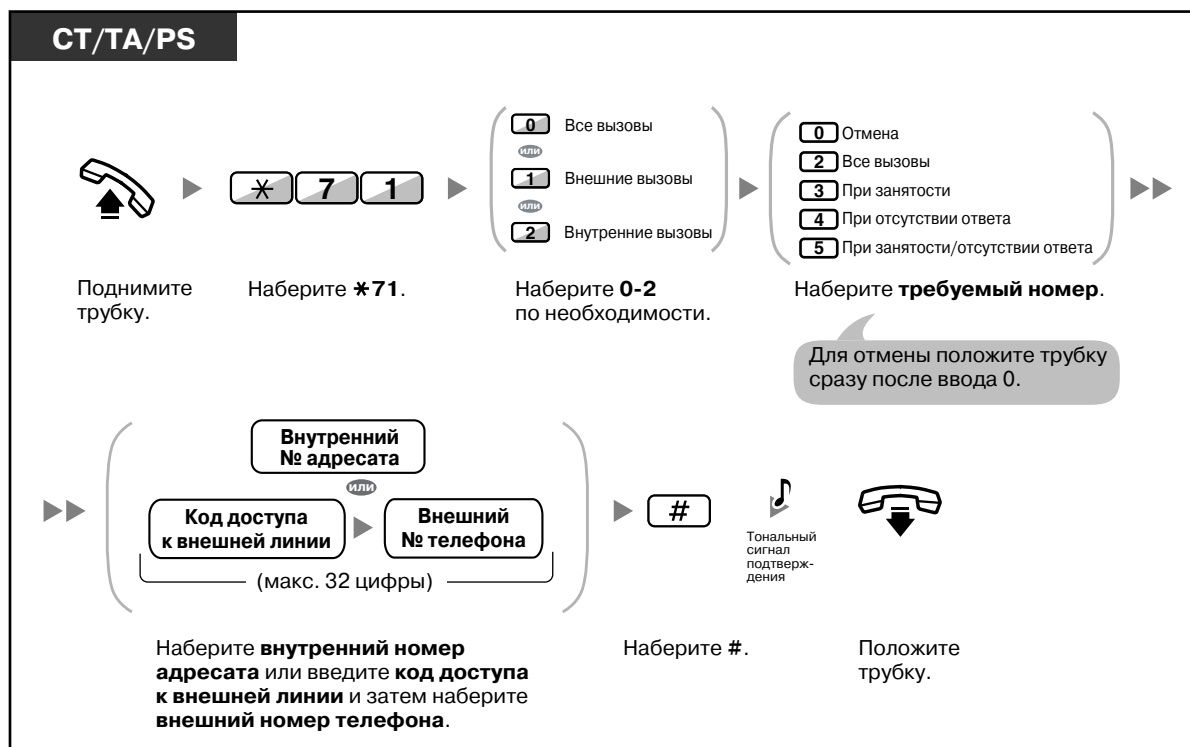 CT/TA/PS
0 Все вызовы
или
1 Внешние вызовы
или
2 Внутренние вызовы
0 Отмена
2 Все вызовы
3 При занятости
4 При отсутствии ответа
5 При занятости/отсутствии ответа
* 7 1
Поднимите
трубку.
Наберите *71.
Наберите 0-2
по необходимости.
Наберите требуемый номер.
Для отмены положите трубку
сразу после ввода 0.
Внутренний
№ адресата
или
Код доступа
к внешней линии
Внешний
№ телефона
(макс. 32 цифры)
#
Тональный
сигнал
подтверж-
дения
Наберите внутренний номер
адресата или введите код доступа
к внешней линии и затем наберите
внешний номер телефона.
Наберите #.
Положите
трубку.